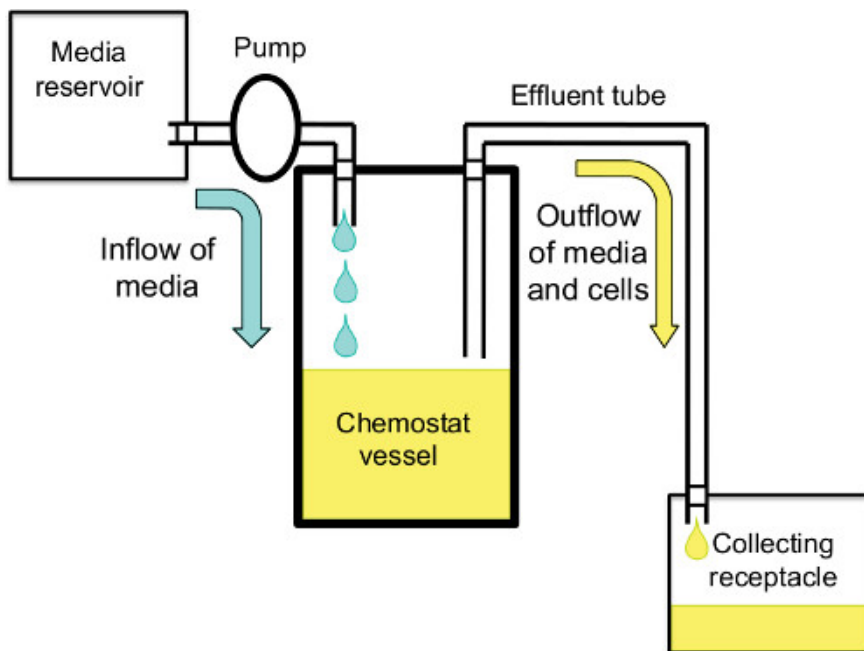 Media
reservoir
Pump
Effluent tube
Inflow of
media
Outflow
of media
and cells
Chemostat
vessel
Collecting
receptacle